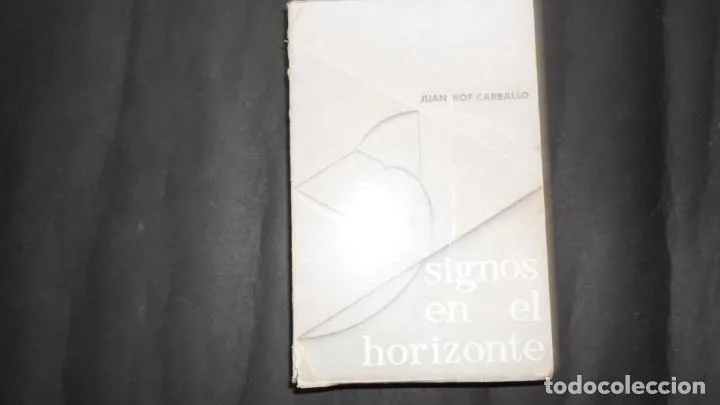 JUAN ROF CARBALLO
signos
en el
horizonte
todocoleccion